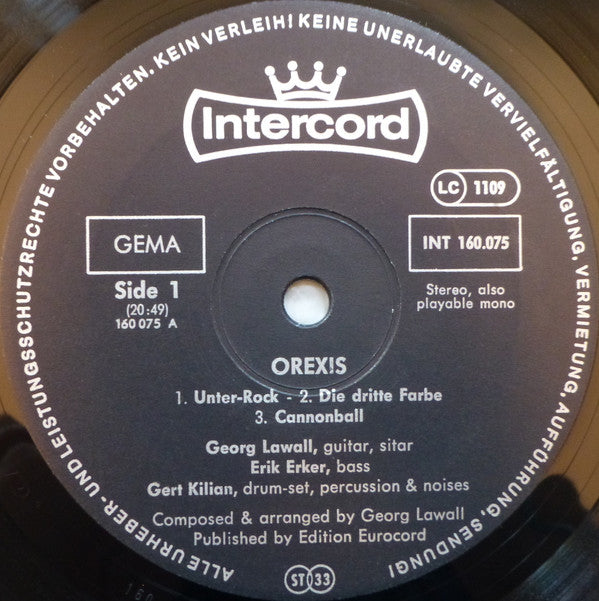 ALLE URHEBER- UND LEISTUNGSSCHUTZRECHTE VORBEHALTEN. KEIN VERLEIH! KEINE UNERLAUBTE VERVIELFÄLTIGUNG, VERMIETUNG, AUFFÜHRUNG, SENDUNG!
Intercord
LC 1109
GEMA
INT 160.075
Side 1
(20:49)
160 075 A
Stereo, also
playable mono
OREXIS
1. Unter-Rock - 2. Die dritte Farbe
3. Cannonball
Georg Lawall, guitar, sitar
Erik Erker, bass
Gert Kilian, drum-set, percussion & noises
Composed & arranged by Georg Lawall
Published by Edition Eurocord
ST 33